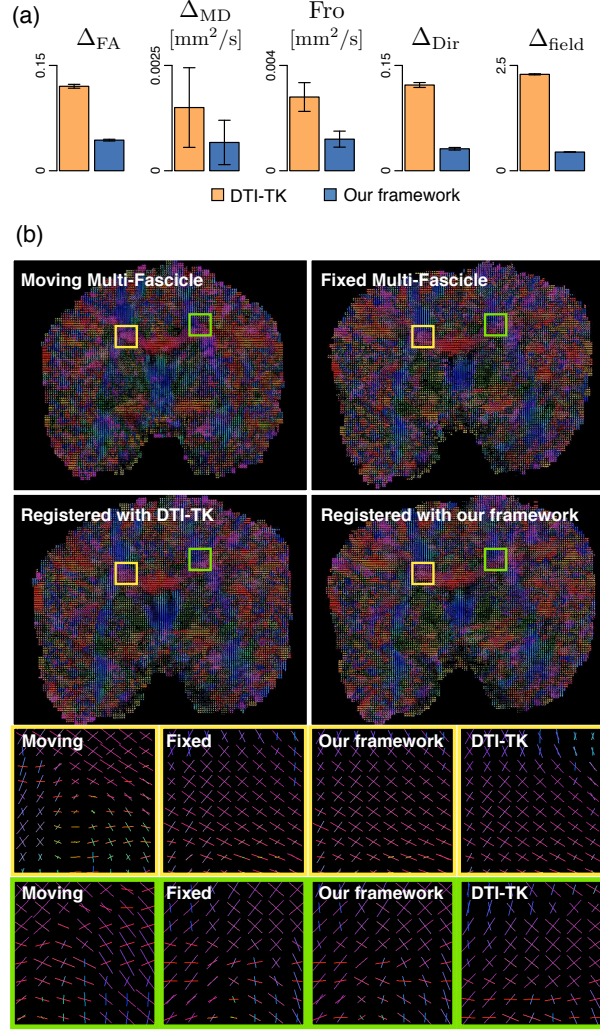 (a)
Δ_FA
Δ_MD
[mm²/s]
Fro
[mm²/s]
Δ_Dir
Δ_field
0.15
0
0.0025
0
0.004
0
0.15
0
2.5
0
DTI-TK
Our framework
(b)
Moving Multi-Fascicle
Fixed Multi-Fascicle
Registered with DTI-TK
Registered with our framework
Moving
Fixed
Our framework
DTI-TK
Moving
Fixed
Our framework
DTI-TK